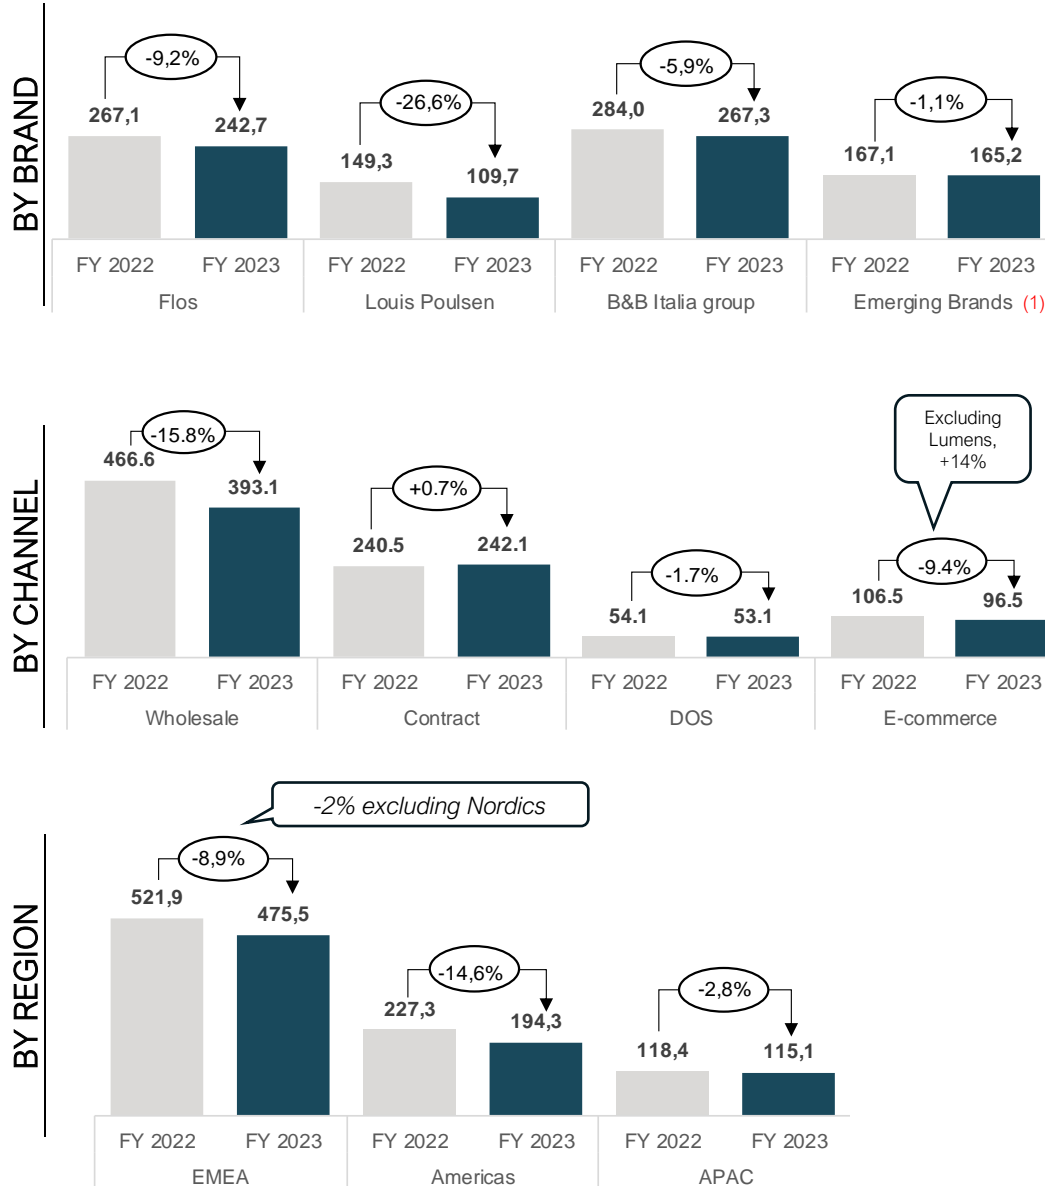 BY BRAND
-9,2%
-26,6%
-5,9%
-1,1%
267,1
242,7
149,3
109,7
284,0
267,3
167,1
165,2
FY 2022
FY 2023
FY 2022
FY 2023
FY 2022
FY 2023
FY 2022
FY 2023
Flos
Louis Poulsen
B&B Italia group
Emerging Brands (1)
BY CHANNEL
Excluding
Lumens,
+14%
-15.8%
+0.7%
-1.7%
-9.4%
466.6
393.1
240.5
242.1
54.1
53.1
106.5
96.5
FY 2022
FY 2023
FY 2022
FY 2023
FY 2022
FY 2023
FY 2022
FY 2023
Wholesale
Contract
DOS
E-commerce
BY REGION
-2% excluding Nordics
-8,9%
-14,6%
-2,8%
521,9
475,5
227,3
194,3
118,4
115,1
FY 2022
FY 2023
FY 2022
FY 2023
FY 2022
FY 2023
EMEA
Americas
APAC